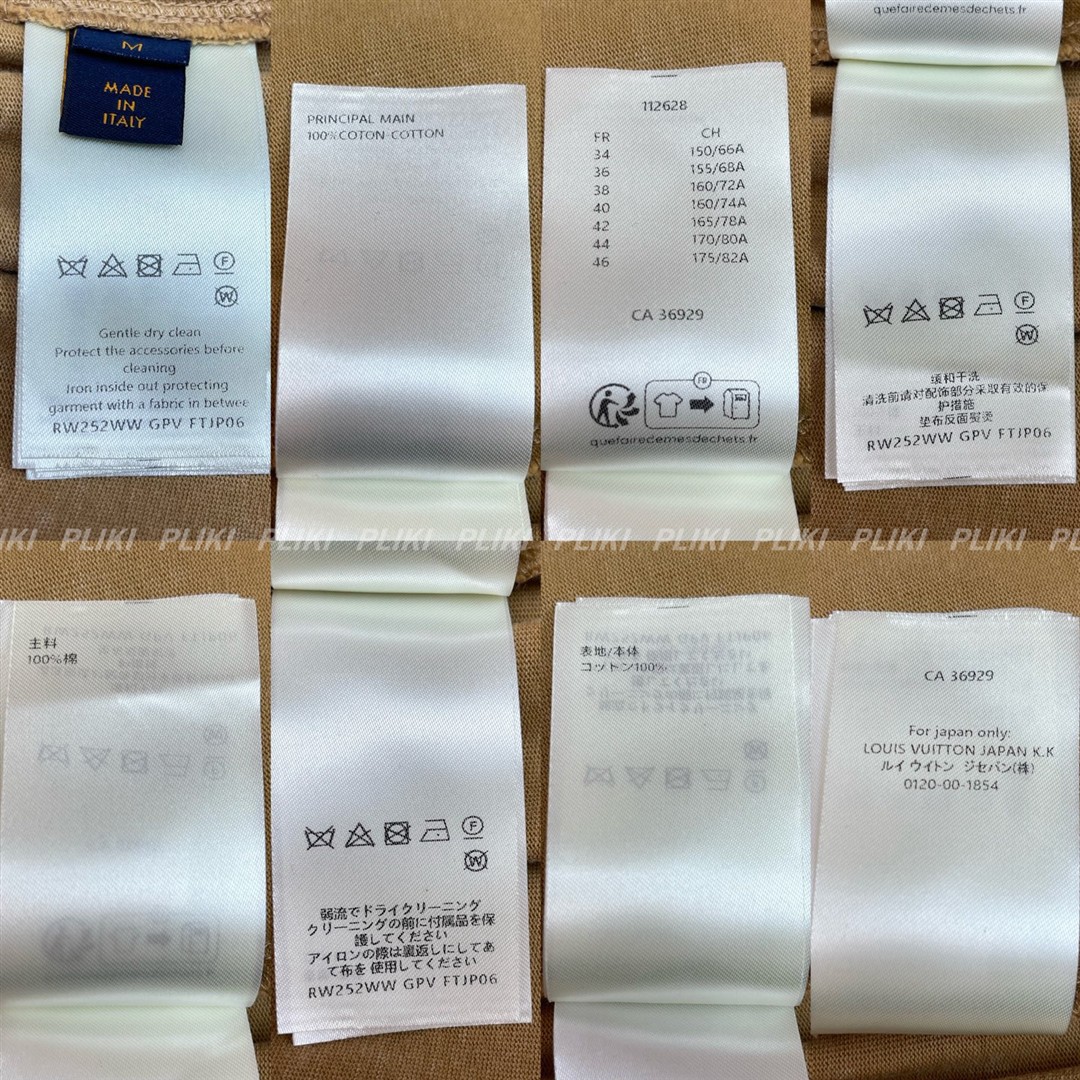 M
MADE
IN
ITALY
Gentle dry clean
Protect the accessories before
cleaning
Iron inside out protecting
garment with a fabric in betwee
RW252WW GPV FTJP06
PRINCIPAL MAIN
100%COTON-COTTON
112628
FR CH
34 150/66A
36 155/68A
38 160/72A
40 160/74A
42 165/78A
44 170/80A
46 175/82A
CA 36929
FR
quefairedemesdechets.fr
quefairedemesdechets.fr
F
W
缓和干洗
清洗前请对配饰部分采取有效的保
护措施
垫布反面熨烫
RW252WW GPV FTJP06
PLIKI PLIKI PLIKI PLIKI PLIKI PLIKI PLIKI PLIKI PLIKI PLIKI
主料
100%棉
F
W
弱流でドライクリーニング
クリーニングの前に付属品を保
護してください
アイロンの際は裏返しにしてあ
て布を使用してください
RW252WW GPV FTJP06
表地/本体
コットン100%
CA 36929
For japan only:
LOUIS VUITTON JAPAN K.K
ルイ ウイトン ジャパン(株)
0120-00-1854